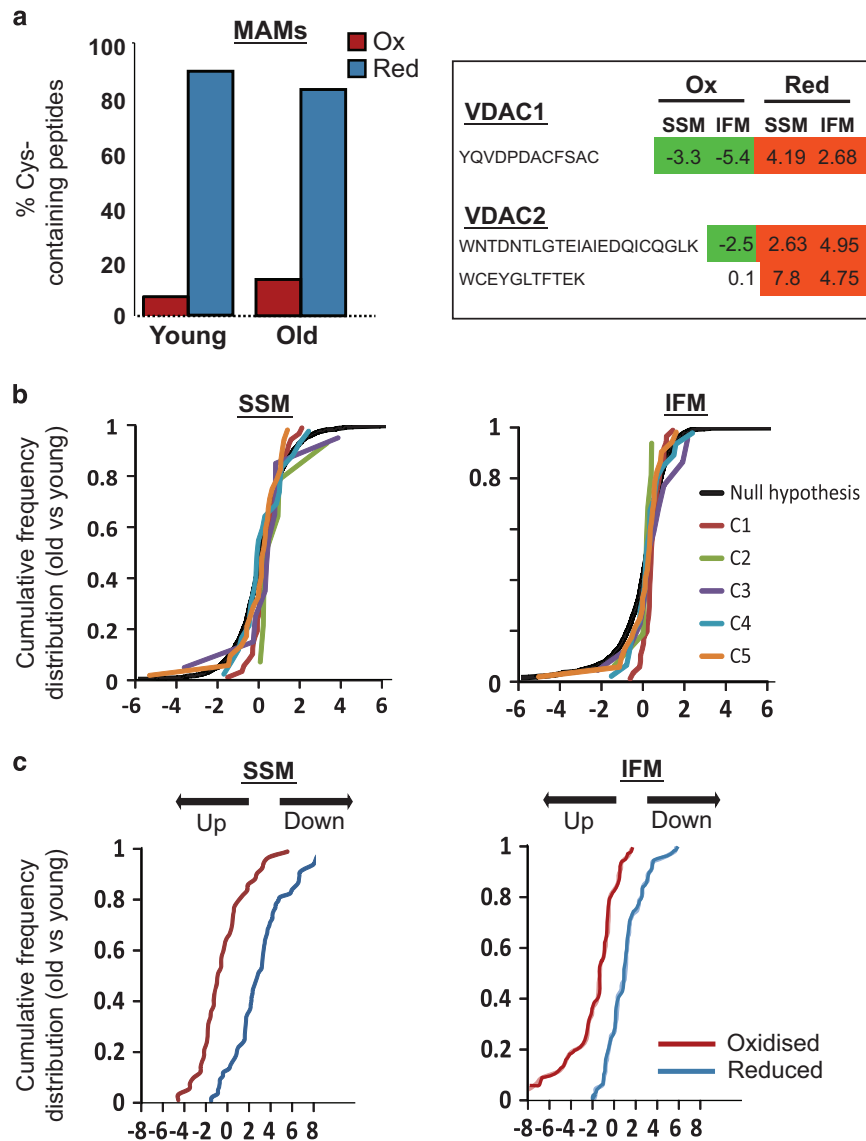 a
MAMs
Ox
Red
% Cys-
containing peptides
100
80
60
40
20
0
Young Old
Ox Red
VDAC1 SSM IFM SSM IFM
YQVDPDACFSAC -3.3 -5.4 4.19 2.68
VDAC2
WNTDNTLGTEIAIEDQICQGLK -2.5 2.63 4.95
WCEYGLTFTEK 0.1 7.8 4.75
b
SSM
Cumulative frequency
distribution (old vs young)
1
0.8
0.6
0.4
0.2
0
-6 -4 -2 0 2 4 6
IFM
1
0.8
0
-6 -4 -2 0 2 4 6
Null hypothesis
C1
C2
C3
C4
C5
c
SSM
Up Down
Cumulative frequency
distribution (old vs young)
1
0.8
0.6
0.4
0.2
0
-8 -6 -4 -2 0 2 4 6 8
IFM
Up Down
1
0.8
0.6
0.4
0.2
0
-8 -6 -4 -2 0 2 4 6 8
Oxidised
Reduced